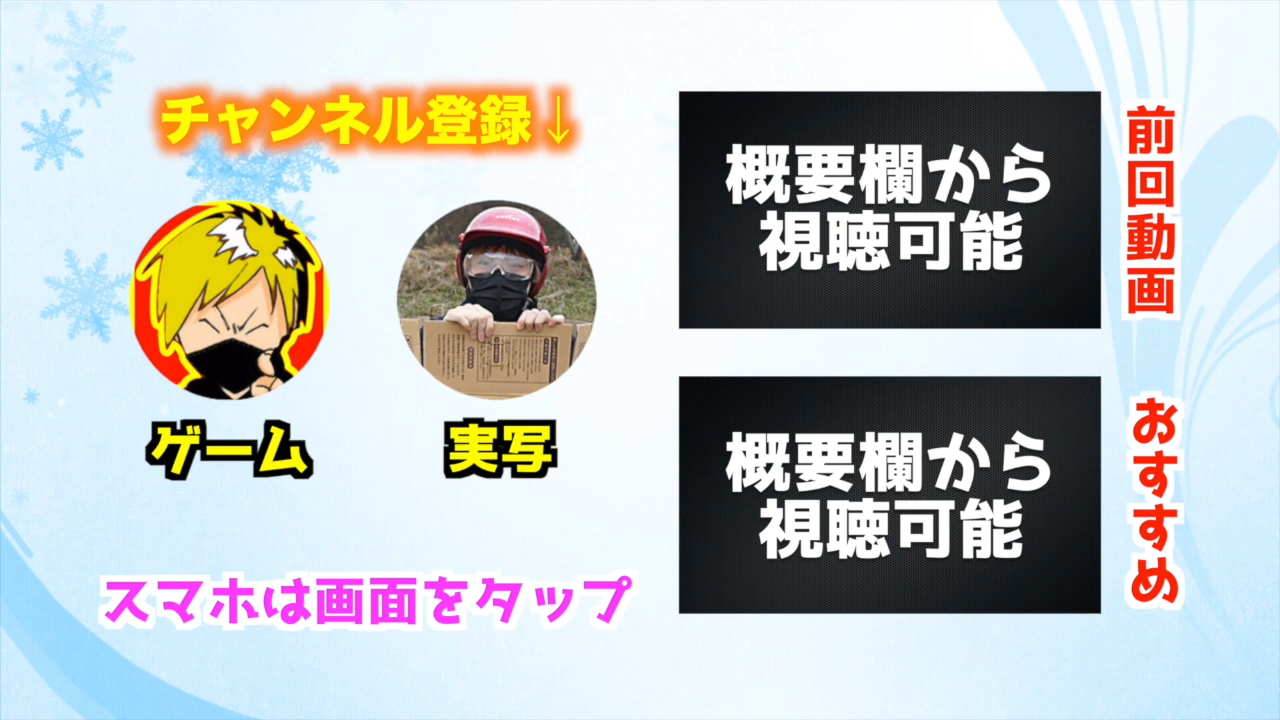 チャンネル登録↓
ゲーム
実写
スマホは画面をタップ
概要欄から
視聴可能
前回動画
概要欄から
視聴可能
おすすめ